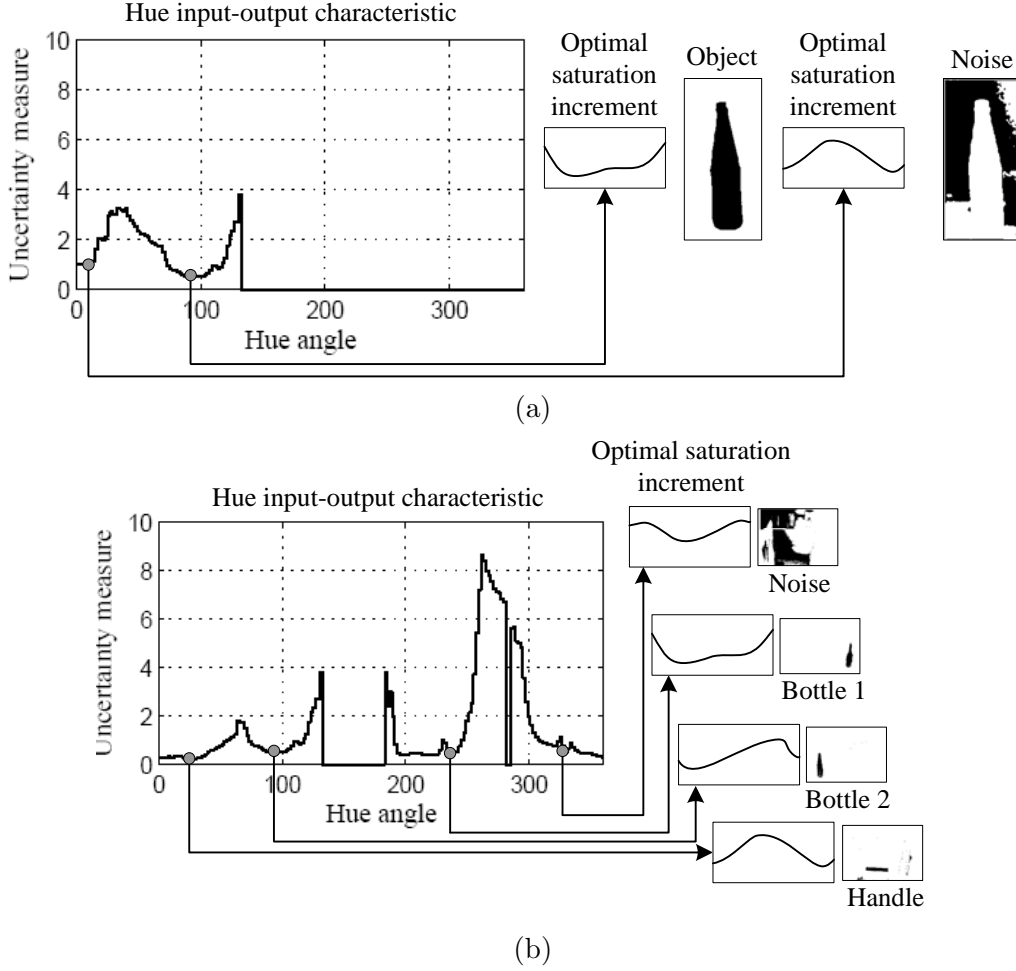 Hue input-output characteristic
Uncertainty measure
10
8
6
4
2
0
0 100 200 300
Hue angle
Optimal
saturation
increment
Object
Optimal
saturation
increment
Noise
(a)
Optimal saturation
increment
Hue input-output characteristic
Uncertainty measure
10
8
6
4
2
0
0 100 200 300
Hue angle
Noise
Bottle 1
Bottle 2
Handle
(b)